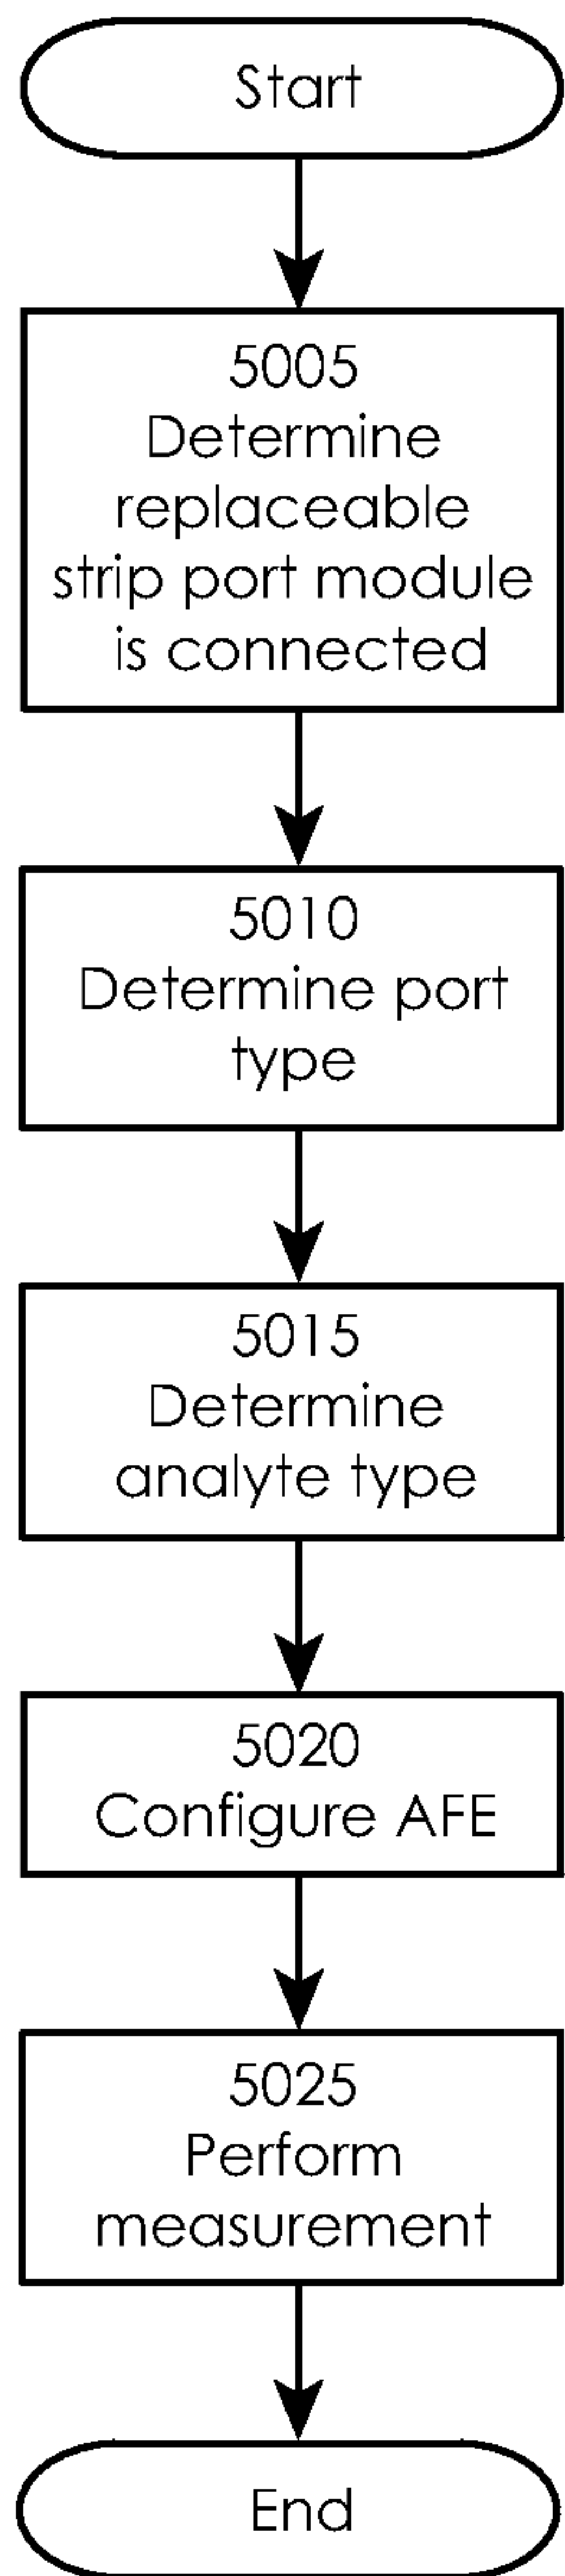 Start
5005
Determine
replaceable
strip port module
is connected
5010
Determine port
type
5015
Determine
analyte type
5020
Configure AFE
5025
Perform
measurement
End